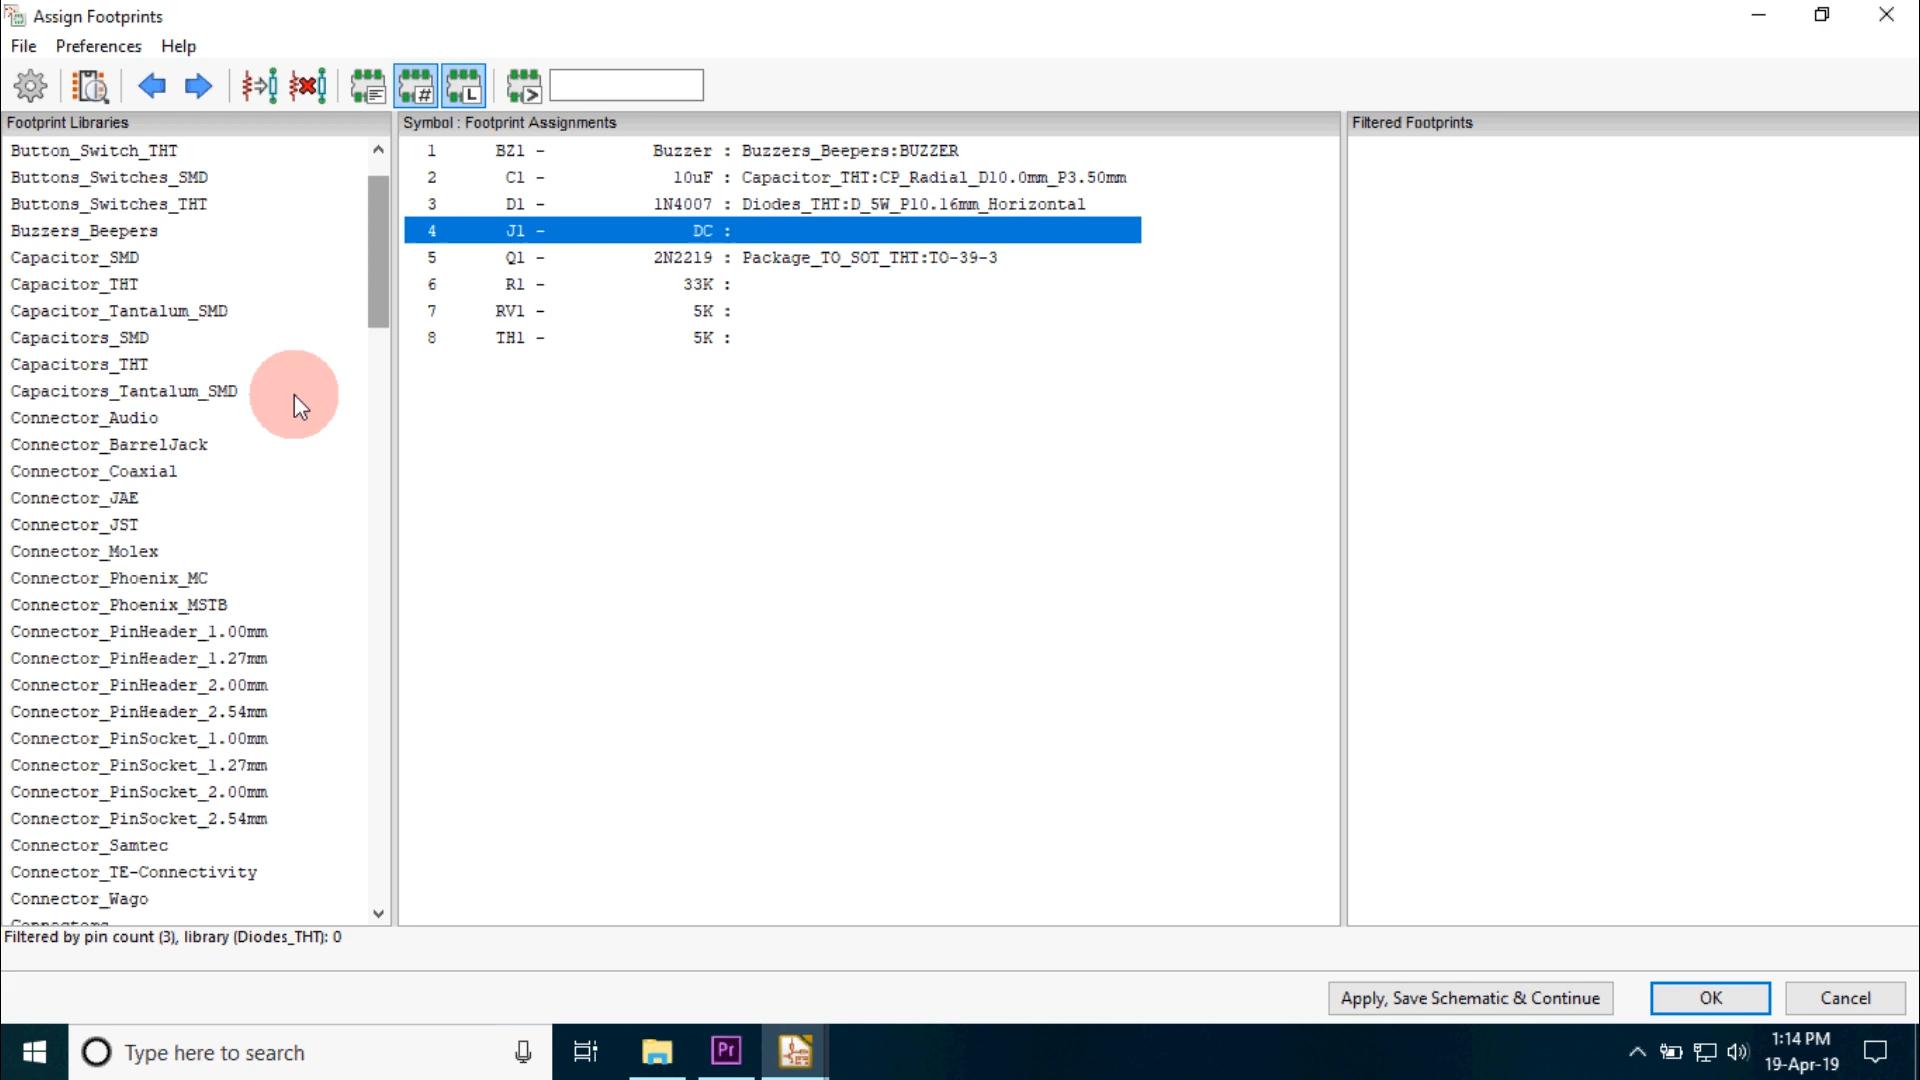 Assign Footprints
File Preferences Help
Footprint Libraries
Button_Switch_THT
Buttons_Switches_SMD
Buttons_Switches_THT
Buzzers_Beepers
Capacitor_SMD
Capacitor_THT
Capacitor_Tantalum_SMD
Capacitors_SMD
Capacitors_THT
Capacitors_Tantalum_SMD
Connector_Audio
Connector_BarrelJack
Connector_Coaxial
Connector_JAE
Connector_JST
Connector_Molex
Connector_Phoenix_MC
Connector_Phoenix_MSTB
Connector_PinHeader_1.00mm
Connector_PinHeader_1.27mm
Connector_PinHeader_2.00mm
Connector_PinHeader_2.54mm
Connector_PinSocket_1.00mm
Connector_PinSocket_1.27mm
Connector_PinSocket_2.00mm
Connector_PinSocket_2.54mm
Connector_Samtec
Connector_TE-Connectivity
Connector_Wago
Symbol : Footprint Assignments
1 BZ1 - Buzzer : Buzzers_Beepers:BUZZER
2 C1 - 10uF : Capacitor_THT:CP_Radial_D10.0mm_P3.50mm
3 D1 - 1N4007 : Diodes_THT:D_5W_P10.16mm_Horizontal
4 J1 - DC :
5 Q1 - 2N2219 : Package_TO_SOT_THT:TO-39-3
6 R1 - 33K :
7 RV1 - 5K :
8 TH1 - 5K :
Filtered Footprints
Filtered by pin count (3), library (Diodes_THT): 0
Apply, Save Schematic & Continue
OK
Cancel
Type here to search
Pr
1:14 PM
19-Apr-19